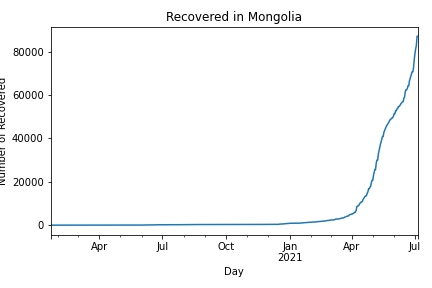 Recovered in Mongolia
Number of Recovered
80000
60000
40000
20000
0
Apr
Jul
Oct
Jan
2021
Apr
Jul
Day